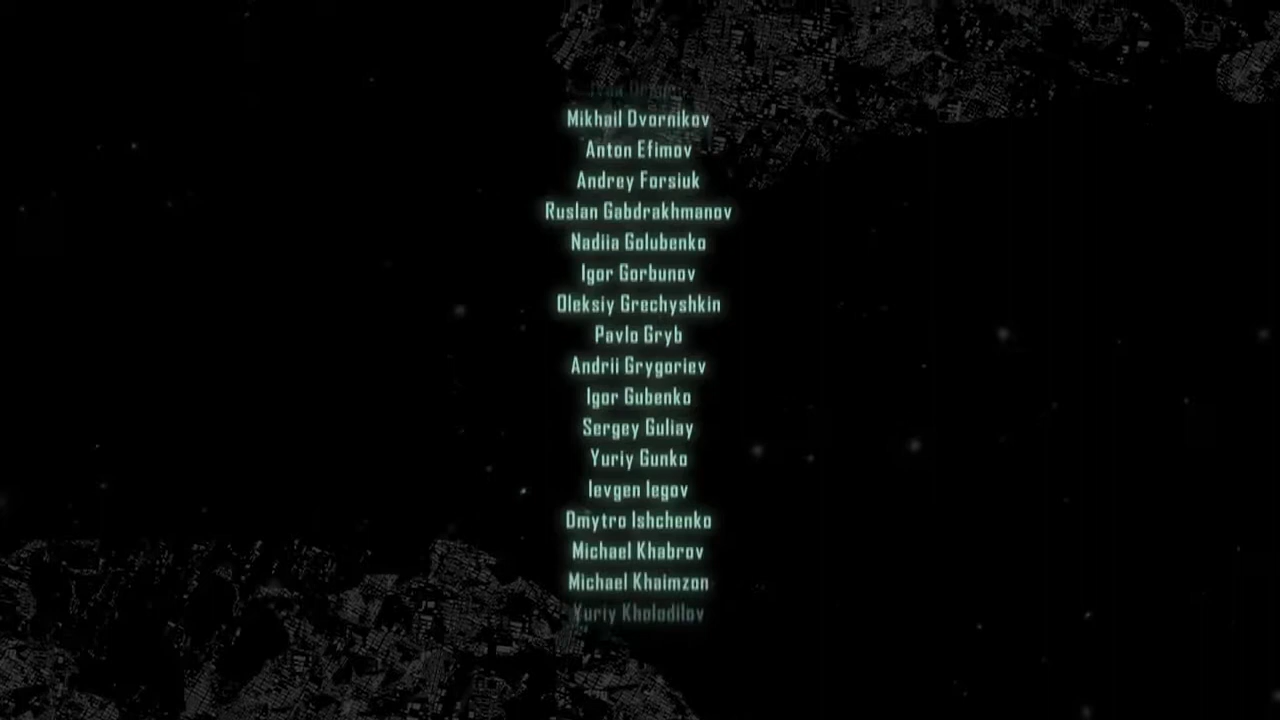 Mikhail Dvornikov
Anton Efimov
Andrey Forsiuk
Ruslan Gabdrakhmanov
Nadiia Golubenko
Igor Gorbunov
Oleksiy Grechyshkin
Pavlo Gryb
Andrii Grygoriev
Igor Gubenko
Sergey Guliay
Yuriy Gunko
Ievgen Iegov
Dmytro Ishchenko
Michael Khabrov
Michael Khaimzon
Yuriy Kholodilov